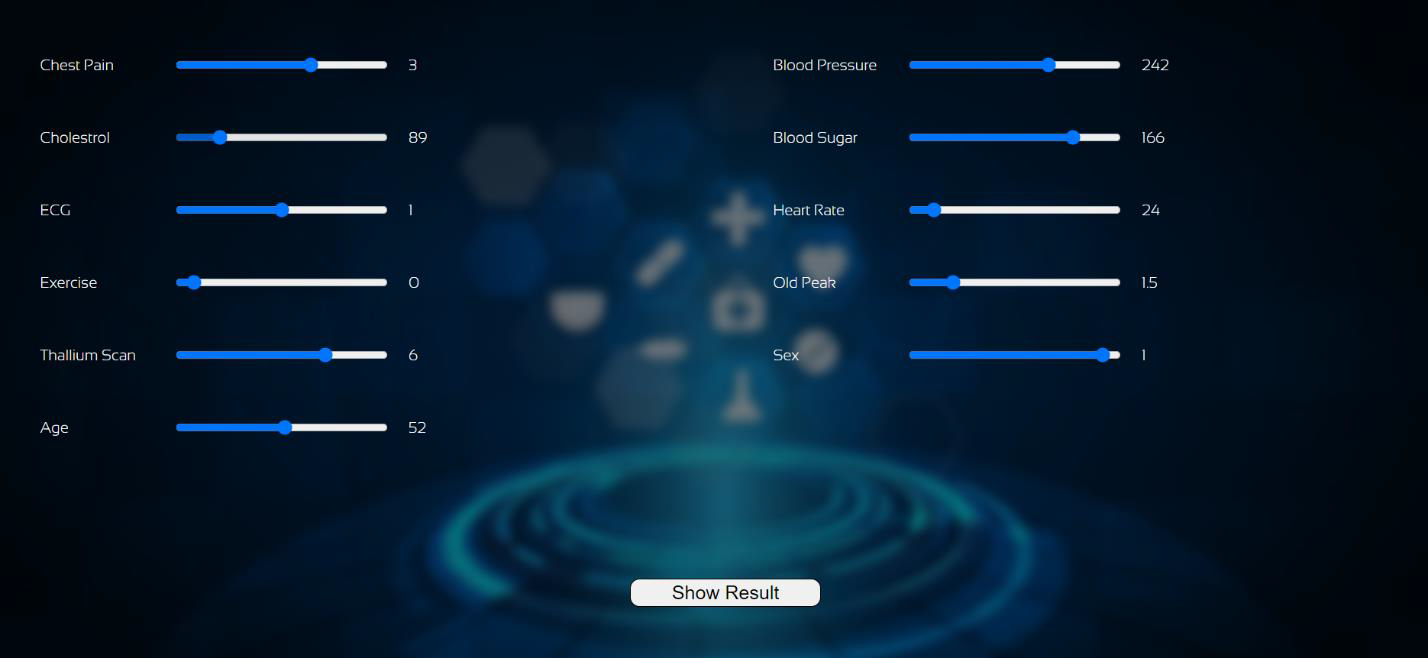 Chest Pain 3
Blood Pressure 242
Cholestrol 89
Blood Sugar 166
ECG 1
Heart Rate 24
Exercise 0
Old Peak 1.5
Thallium Scan 6
Sex 1
Age 52
Show Result